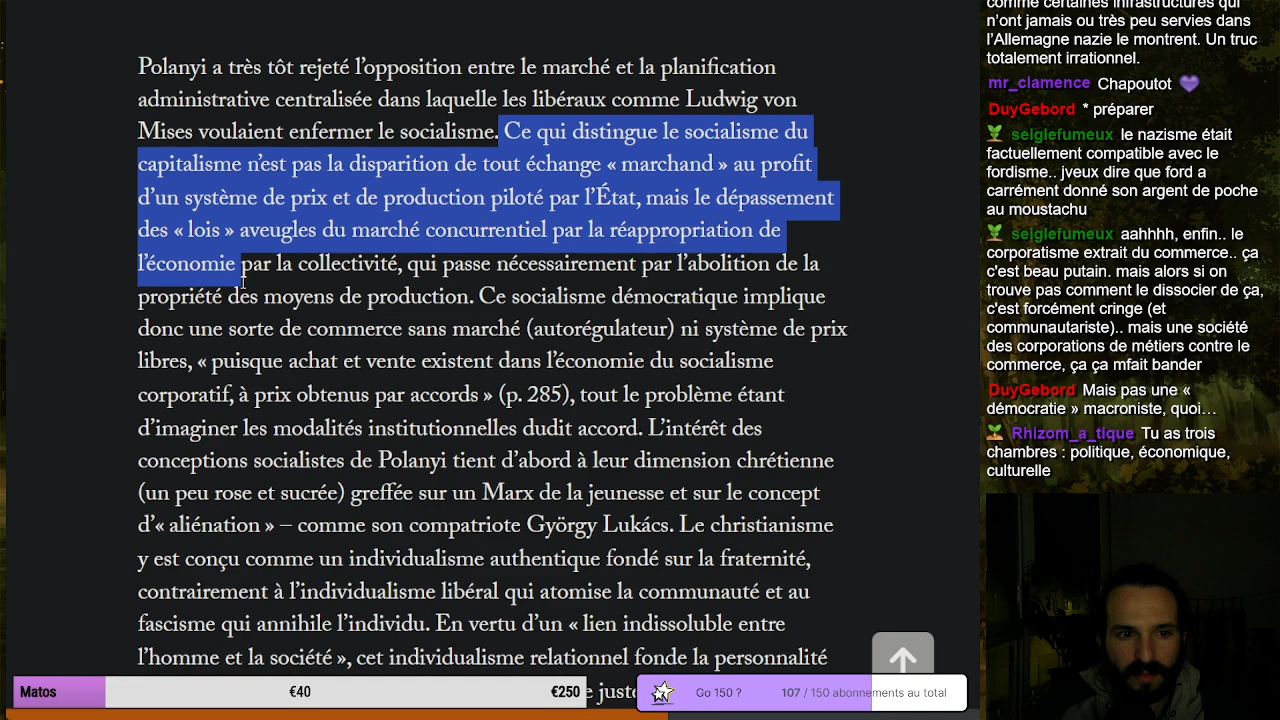 Polanyi a très tôt rejeté l’opposition entre le marché et la planification
administrative centralisée dans laquelle les libéraux comme Ludwig von
Mises voulaient enfermer le socialisme. Ce qui distingue le socialisme du
capitalisme n’est pas la disparition de tout échange « marchand » au profit
d’un système de prix et de production piloté par l’État, mais le dépassement
des « lois » aveugles du marché concurrentiel par la réappropriation de
l’économie par la collectivité, qui passe nécessairement par l’abolition de la
propriété des moyens de production. Ce socialisme démocratique implique
donc une sorte de commerce sans marché (autorégulateur) ni système de prix
libres, « puisque achat et vente existent dans l’économie du socialisme
corporatif, à prix obtenus par accords » (p. 285), tout le problème étant
d’imaginer les modalités institutionnelles dudit accord. L’intérêt des
conceptions socialistes de Polanyi tient d’abord à leur dimension chrétienne
(un peu rose et sucrée) greffée sur un Marx de la jeunesse et sur le concept
d’« aliénation » – comme son compatriote György Lukács. Le christianisme
y est conçu comme un individualisme authentique fondé sur la fraternité,
contrairement à l’individualisme libéral qui atomise la communauté et au
fascisme qui annihile l’individu. En vertu d’un « lien indissoluble entre
l’homme et la société », cet individualisme relationnel fonde la personnalité
Matos €40 €250
Go 150 ? 107 / 150 abonnements au total
comme certaines infrastructures qui
n’ont jamais ou très peu servies dans
l’Allemagne nazie le montrent. Un truc
totalement irrationnel.
mr_clamence Chapoutot
DuyGebord * préparer
seiglefumeux le nazisme était
factuellement compatible avec le
fordisme.. jveux dire que ford a
carrément donné son argent de poche
au moustachu
seiglefumeux aahhhh, enfin.. le
corporatisme extrait du commerce.. ça
c'est beau putain. mais alors si on
trouve pas comment le dissocier de ça,
c'est forcément cringe (et
communautariste).. mais une société
des corporations de métiers contre le
commerce, ça ça mfait bander
DuyGebord Mais pas une «
démocratie » macroniste, quoi…
Rhizom_a_tique Tu as trois
chambres : politique, économique,
culturelle